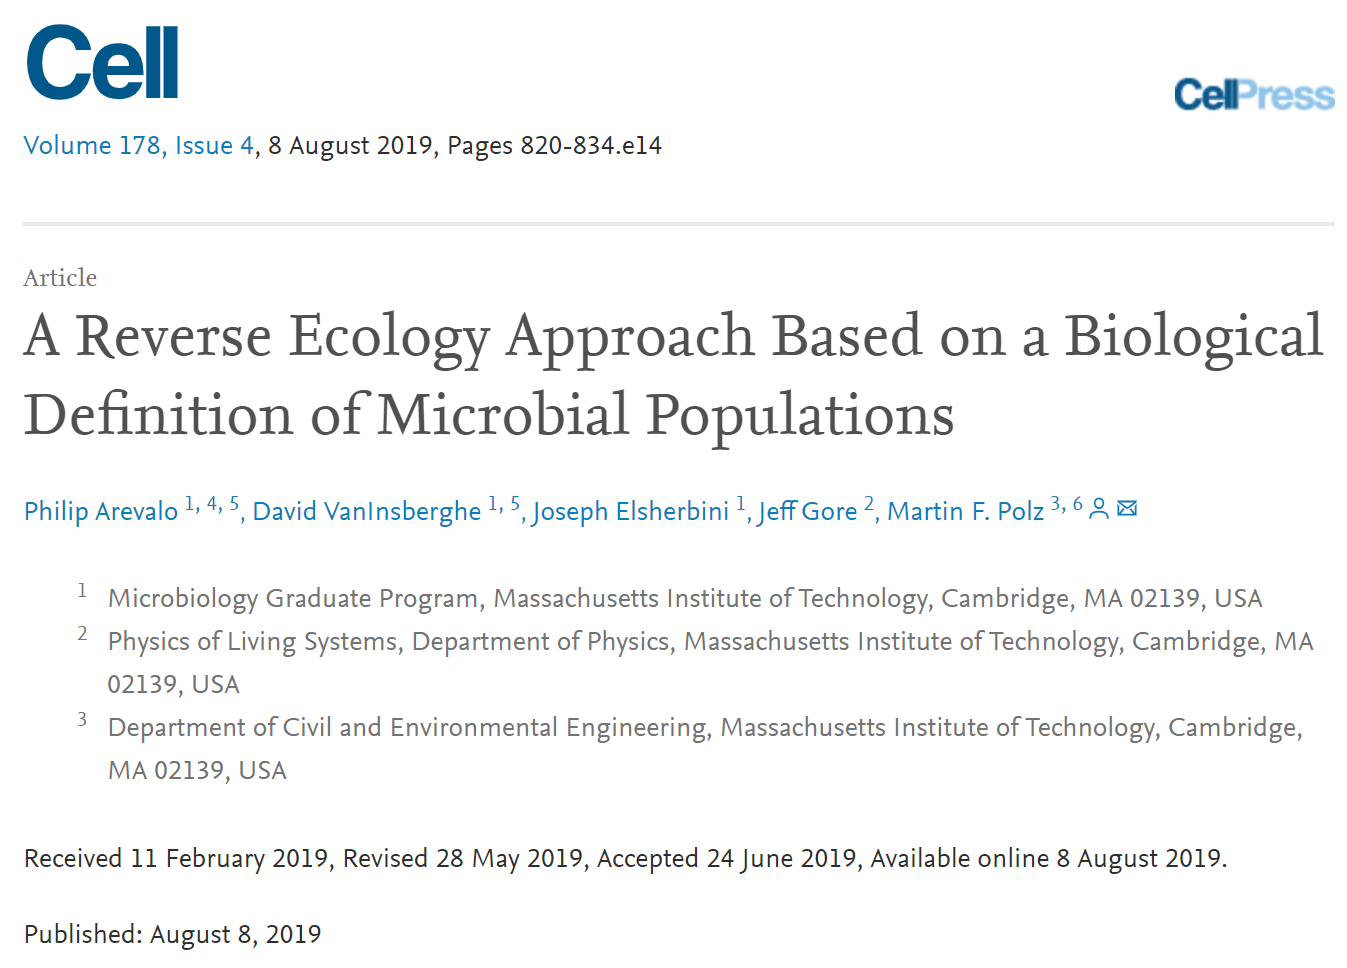 Cell
CellPress
Volume 178, Issue 4, 8 August 2019, Pages 820-834.e14
Article
A Reverse Ecology Approach Based on a Biological
Definition of Microbial Populations
Philip Arevalo 1, 4, 5, David VanInsberghe 1, 5, Joseph Elsherbini 1, Jeff Gore 2, Martin F. Polz 3, 6
1 Microbiology Graduate Program, Massachusetts Institute of Technology, Cambridge, MA 02139, USA
2 Physics of Living Systems, Department of Physics, Massachusetts Institute of Technology, Cambridge, MA
02139, USA
3 Department of Civil and Environmental Engineering, Massachusetts Institute of Technology, Cambridge,
MA 02139, USA
Received 11 February 2019, Revised 28 May 2019, Accepted 24 June 2019, Available online 8 August 2019.
Published: August 8, 2019